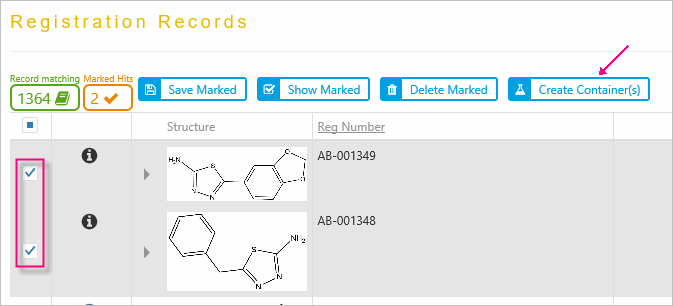 Registration Records
Record matching Marked Hits
1364 2 Save Marked Show Marked Delete Marked Create Container(s)
Structure Reg Number
AB-001349
H₂N S O
N N O
AB-001348
S NH₂
N N